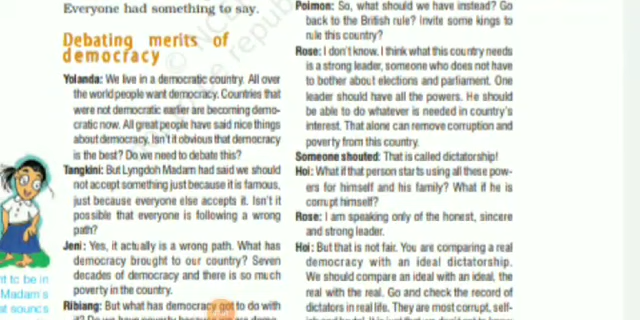 Everyone had something to say.
Debating merits of
democracy
Yolanda: We live in a democratic country. All over
the world people want democracy. Countries that
were not democratic earlier are becoming demo-
cratic now. All great people have said nice things
about democracy. Isn't it obvious that democracy
is the best? Do we need to debate this?
Tangkini: But Lyngdoh Madam had said we should
not accept something just because it is famous,
just because everyone else accepts it. Isn't it
possible that everyone is following a wrong
path?
Jeni: Yes, it actually is a wrong path. What has
democracy brought to our country? Seven
decades of democracy and there is so much
poverty in the country.
Ribiang: But what has democracy got to do with
it? Do we have poverty because we are demo-
nt to be in
Madam's
Poimon: So, what should we have instead? Go
back to the British rule? Invite some kings to
rule this country?
Rose: I don't know. I think what this country needs
is a strong leader, someone who does not have
to bother about elections and parliament. One
leader should have all the powers. He should
be able to do whatever is needed in country's
interest. That alone can remove corruption and
poverty from this country.
Someone shouted: That is called dictatorship!
Hoi: What if that person starts using all these pow-
ers for himself and his family? What if he is
corrupt himself?
Rose: I am speaking only of the honest, sincere
and strong leader.
Hoi: But that is not fair. You are comparing a real
democracy with an ideal dictatorship.
We should compare an ideal with an ideal, the
real with the real. Go and check the record of
dictators in real life. They are most corrupt, self-